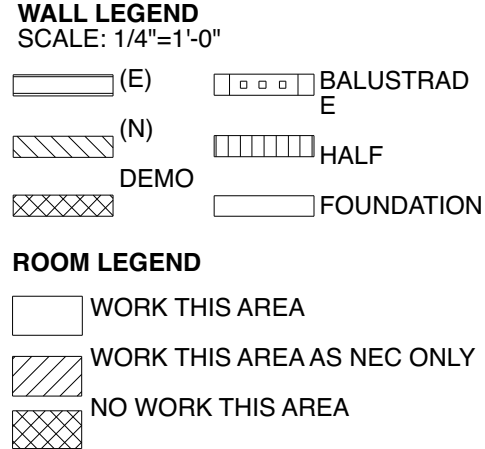 WALL LEGEND
SCALE: 1/4"=1'-0"
(E)
(N)
DEMO
BALUSTRAD
E
HALF
FOUNDATION
ROOM LEGEND
WORK THIS AREA
WORK THIS AREA AS NEC ONLY
NO WORK THIS AREA